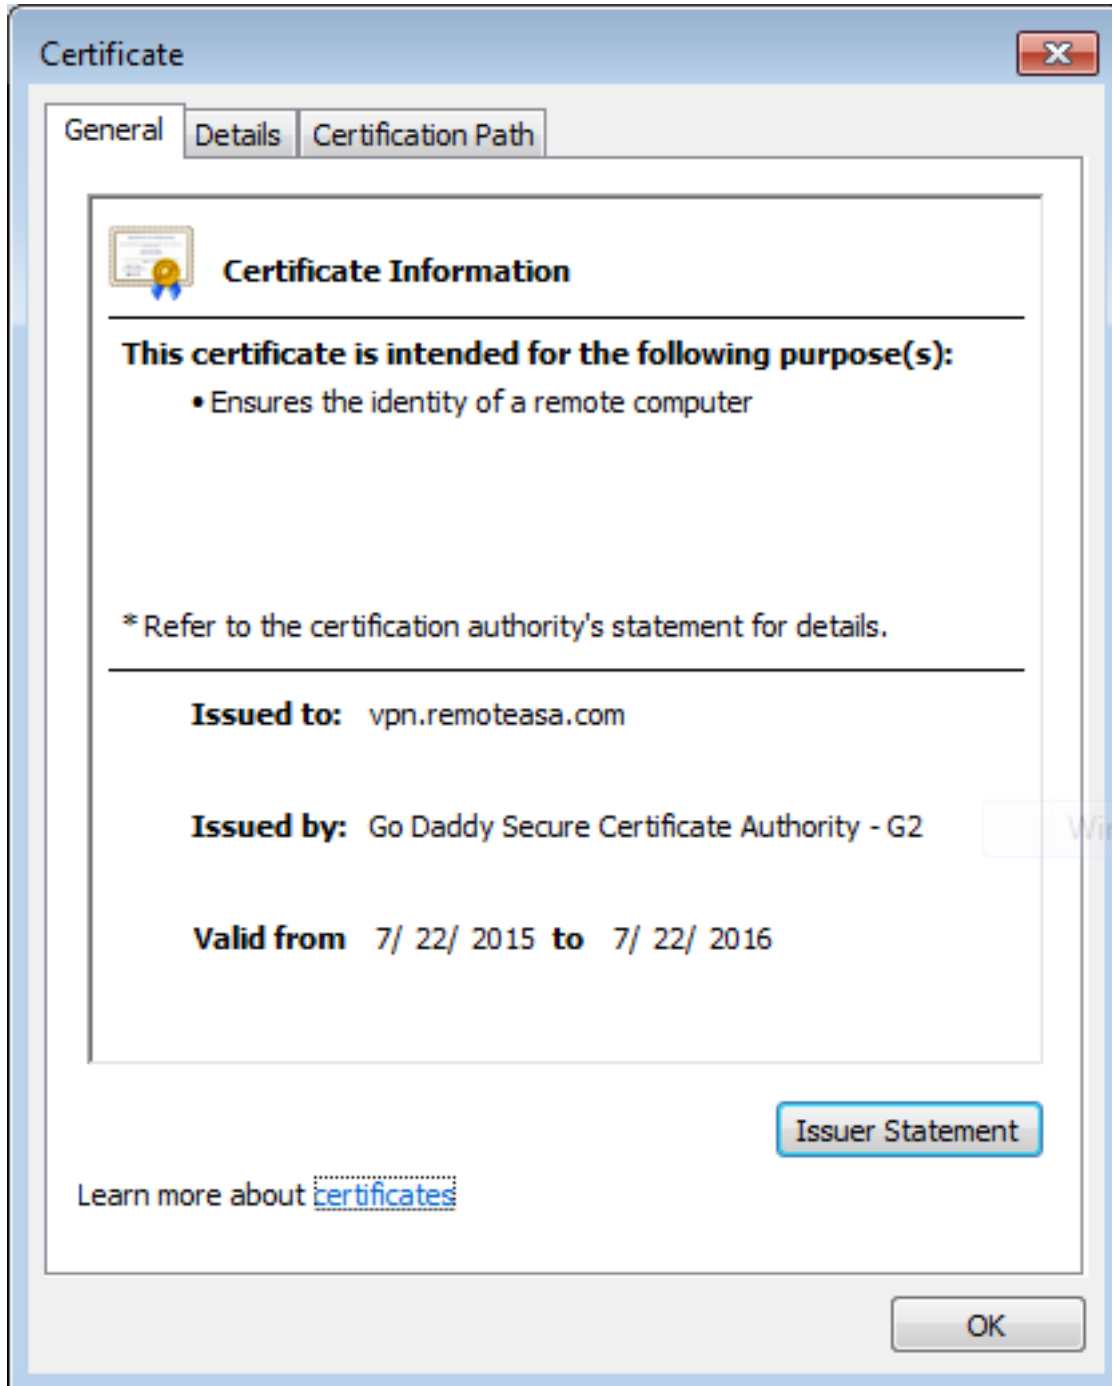 Certificate
General Details Certification Path
Certificate Information
This certificate is intended for the following purpose(s):
• Ensures the identity of a remote computer
* Refer to the certification authority's statement for details.
Issued to: vpn.remoteasa.com
Issued by: Go Daddy Secure Certificate Authority - G2
Valid from 7/ 22/ 2015 to 7/ 22/ 2016
Issuer Statement
Learn more about certificates
OK